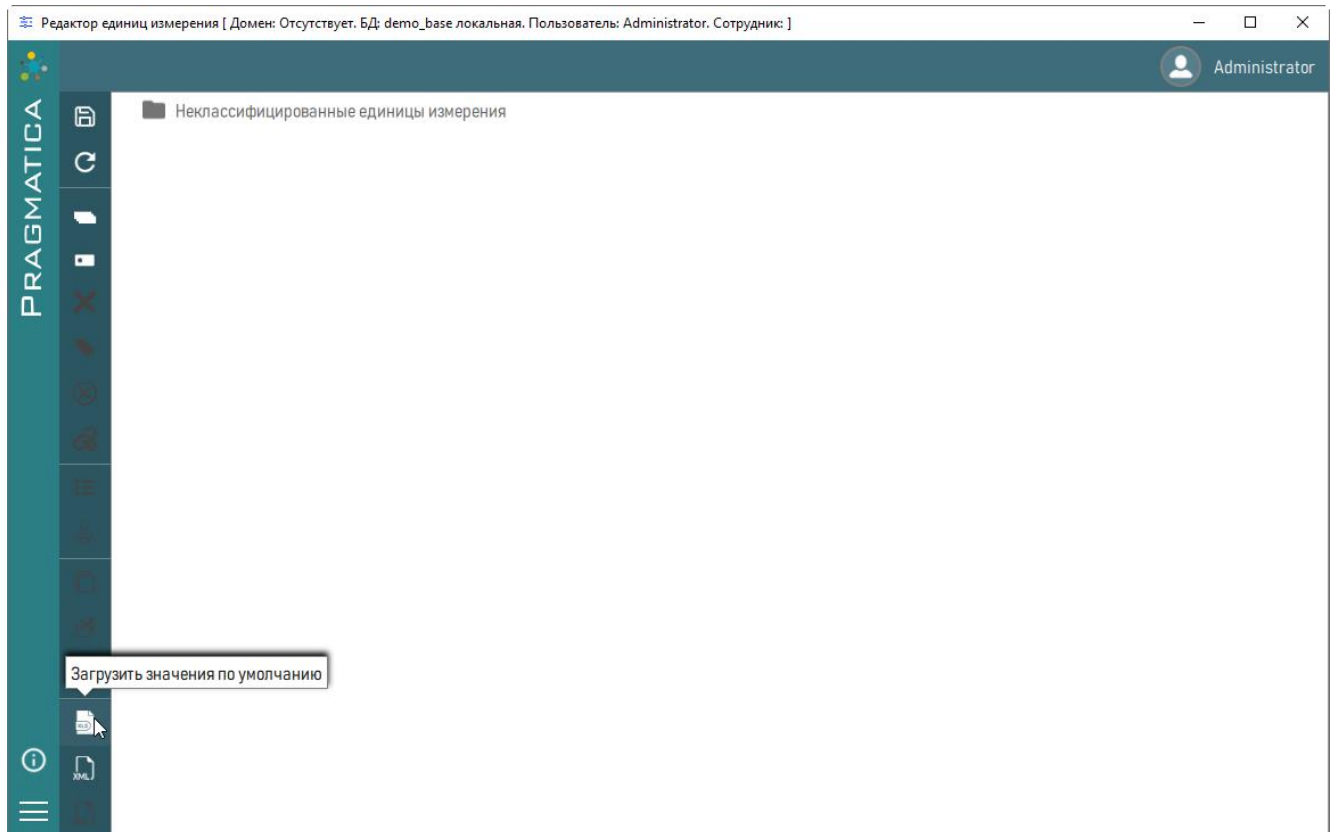 Редактор единиц измерения [ Домен: Отсутствует. БД: demo_base локальная. Пользователь: Administrator. Сотрудник: ]
Administrator
PRAGMATICA
Неклассифицированные единицы измерения
Загрузить значения по умолчанию
XML